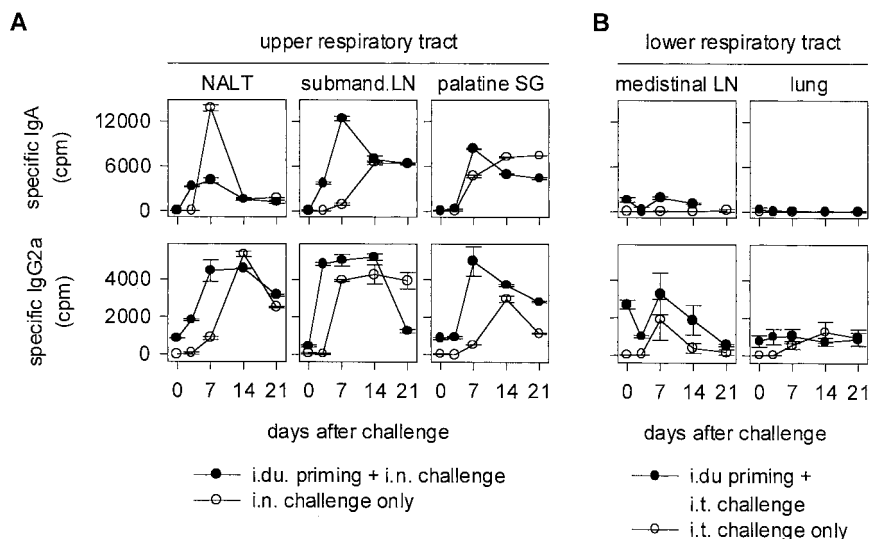 A
B
upper respiratory tract
lower respiratory tract
NALT submand.LN palatine SG
medistinal LN lung
specific IgA
(cpm)
12000
6000
0
specific IgG2a
(cpm)
4000
2000
0
0 7 14 21 0 7 14 21 0 7 14 21
0 7 14 21 0 7 14 21
days after challenge
days after challenge
i.du. priming + i.n. challenge
i.n. challenge only
i.du priming +
i.t. challenge
i.t. challenge only